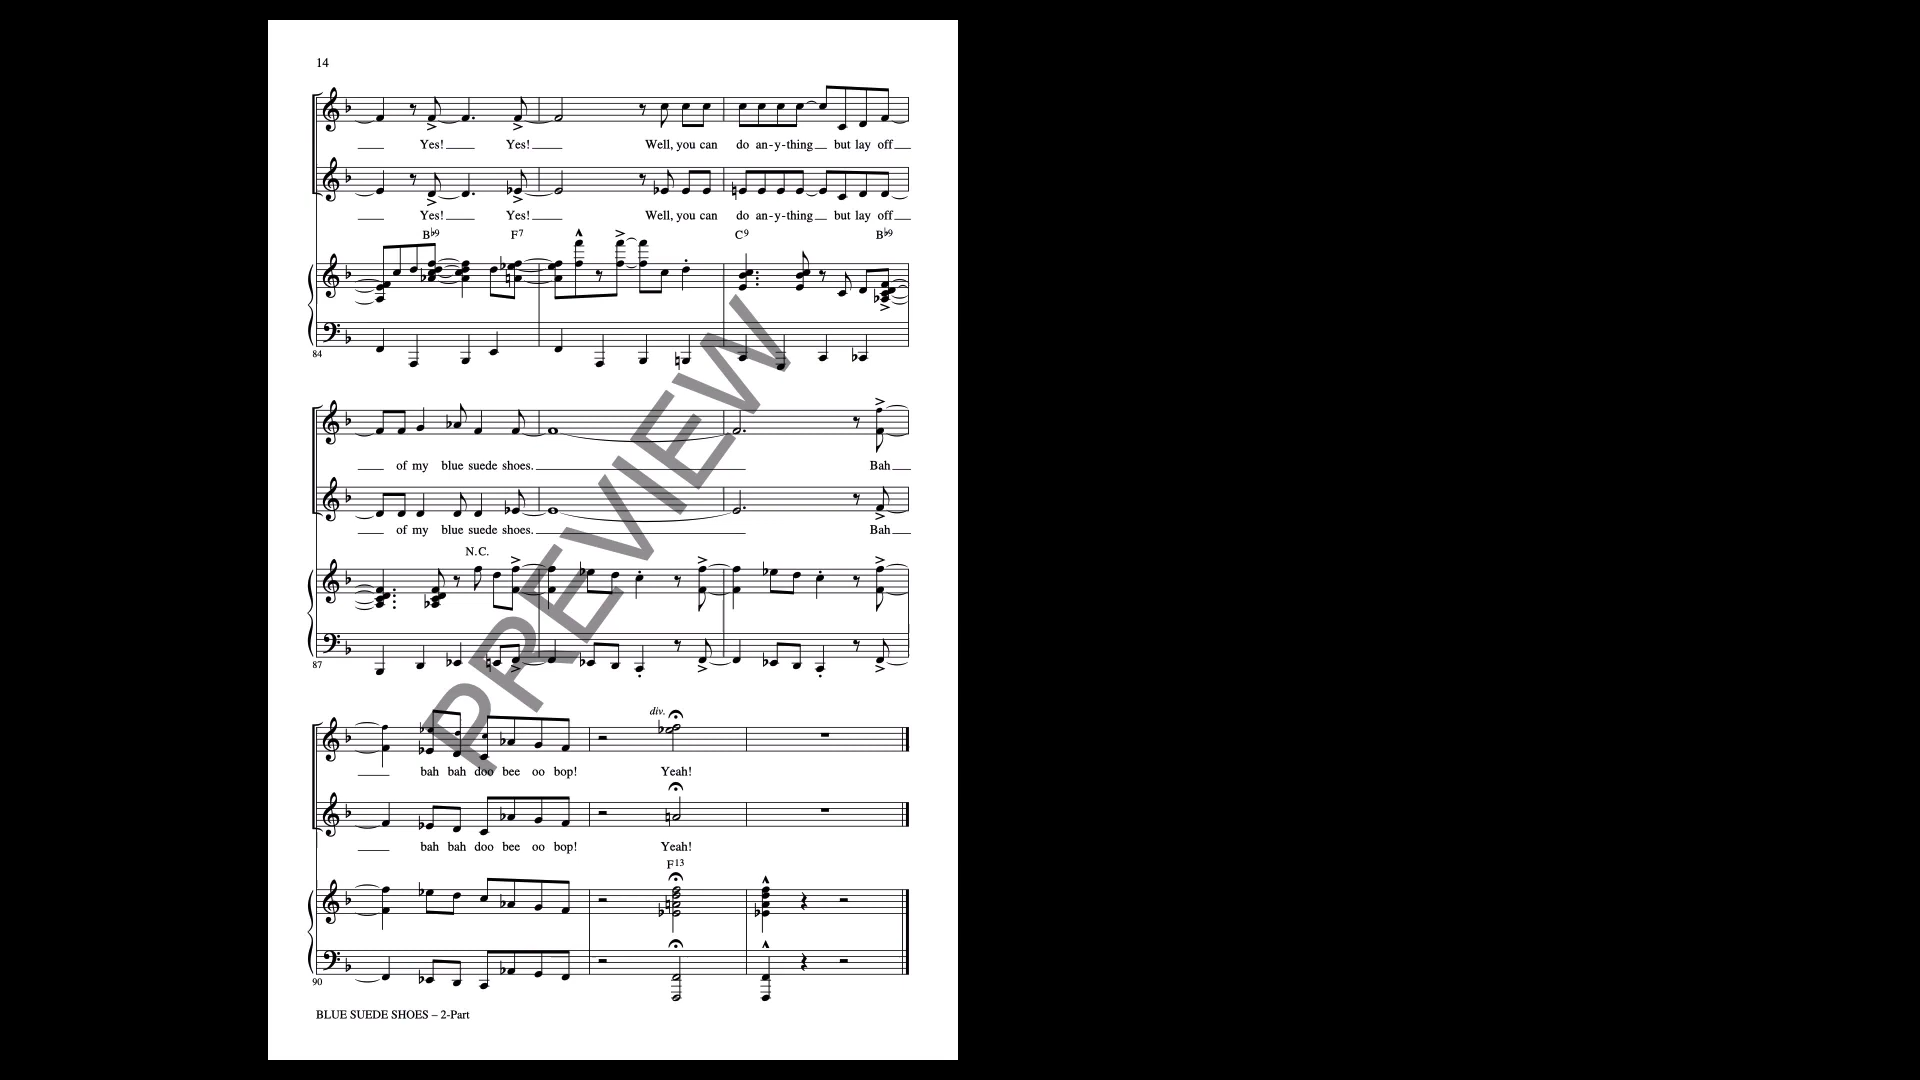 14
Yes! Yes! Well, you can do an-y-thing but lay off
Yes! Yes! Well, you can do an-y-thing but lay off
B♭9 F7 C9 B♭9
84
of my blue suede shoes. Bah
of my blue suede shoes. Bah
N.C.
87
div.
bah bah doo bee oo bop! Yeah!
bah bah doo bee oo bop! Yeah!
F13
90
BLUE SUEDE SHOES – 2-Part
PREVIEW